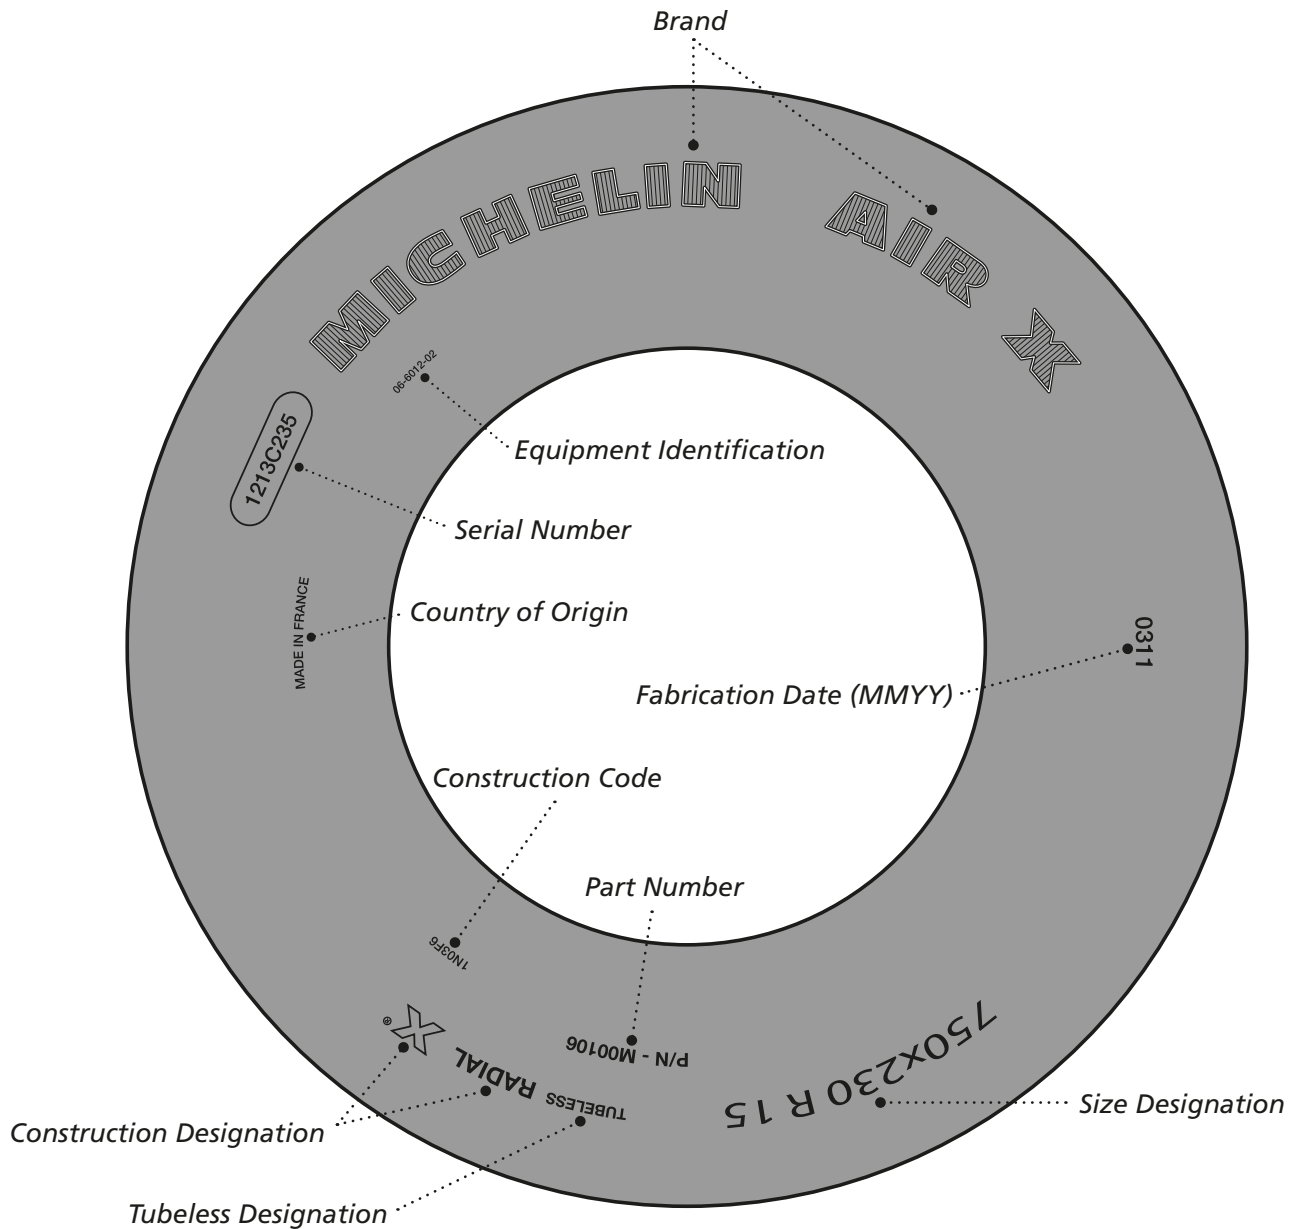 Brand
MICHELIN AIR X
06-6012-02
Equipment Identification
1213C235
Serial Number
MADE IN FRANCE
Country of Origin
0311
Fabrication Date (MMYY)
Construction Code
Part Number
1N03F6
X®
RADIAL
TUBELESS
P/N - M00106
750x230 R 15
Size Designation
Construction Designation
Tubeless Designation